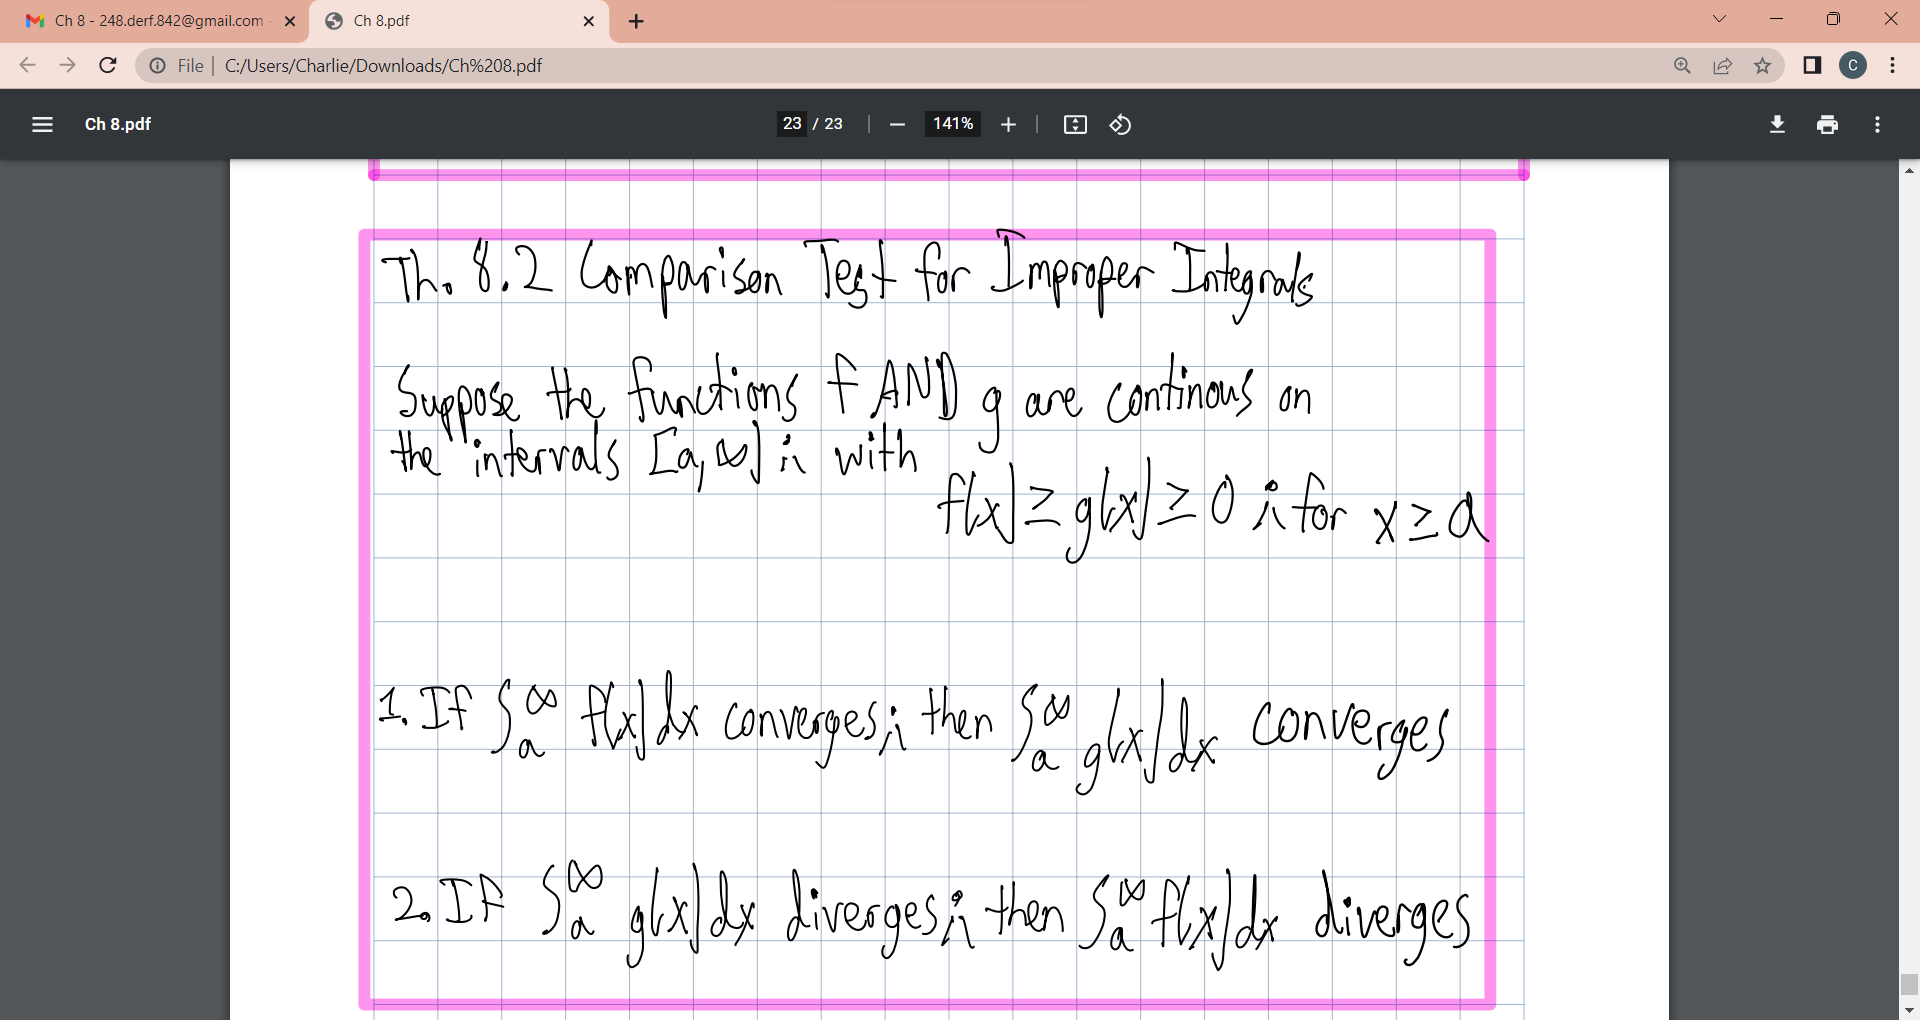 Ch 8 - 248.derf.842@gmail.com -
Ch 8.pdf
File | C:/Users/Charlie/Downloads/Ch%208.pdf
C
Ch 8.pdf
23 / 23
141%
Th. 8.2 Comparison Test for Improper Integrals
Suppose the functions f AND g are continous on
the intervals [a,∞) ; with
f(x) ≥ g(x) ≥ 0 ; for x ≥ a
1. If ∫a^∞ f(x)dx converges; then ∫a^∞ g(x)dx converges
2. If ∫a^∞ g(x)dx diverges; then ∫a^∞ f(x)dx diverges